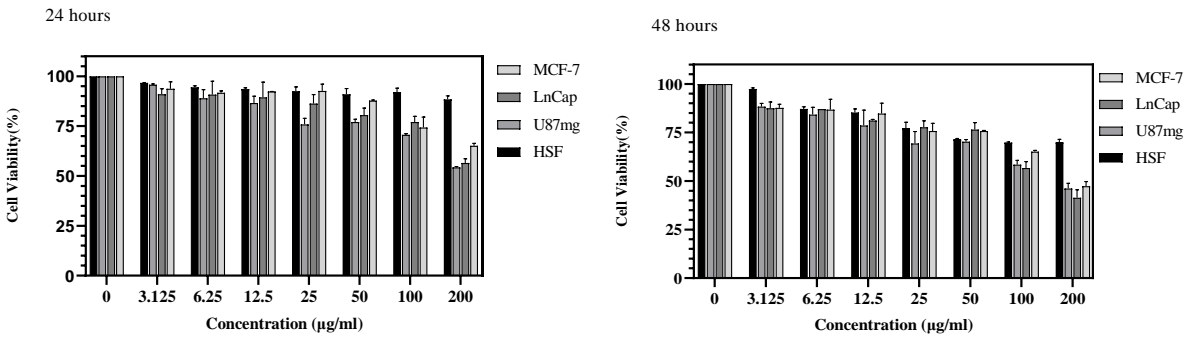 24 hours
100
75
50
25
0
Cell Viability(%)
0 3.125 6.25 12.5 25 50 100 200
Concentration (µg/ml)
MCF-7
LnCap
U87mg
HSF
48 hours
100
75
50
25
0
Cell Viability(%)
0 3.125 6.25 12.5 25 50 100 200
Concentration (µg/ml)
MCF-7
LnCap
U87mg
HSF